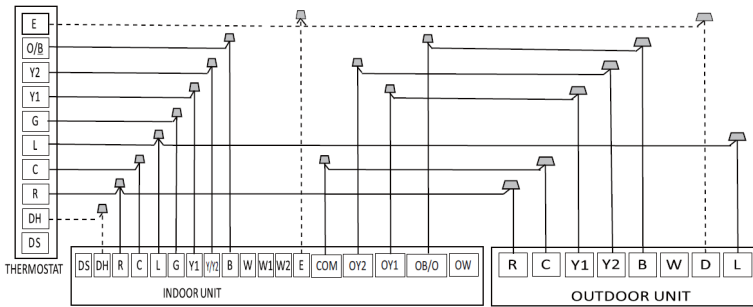 E
O/B
Y2
Y1
G
L
C
R
DH
DS
THERMOSTAT
DS DH R C L G Y1 Y/Y2 B W W1 W2 E COM OY2 OY1 OB/O OW
INDOOR UNIT
R C Y1 Y2 B W D L
OUTDOOR UNIT